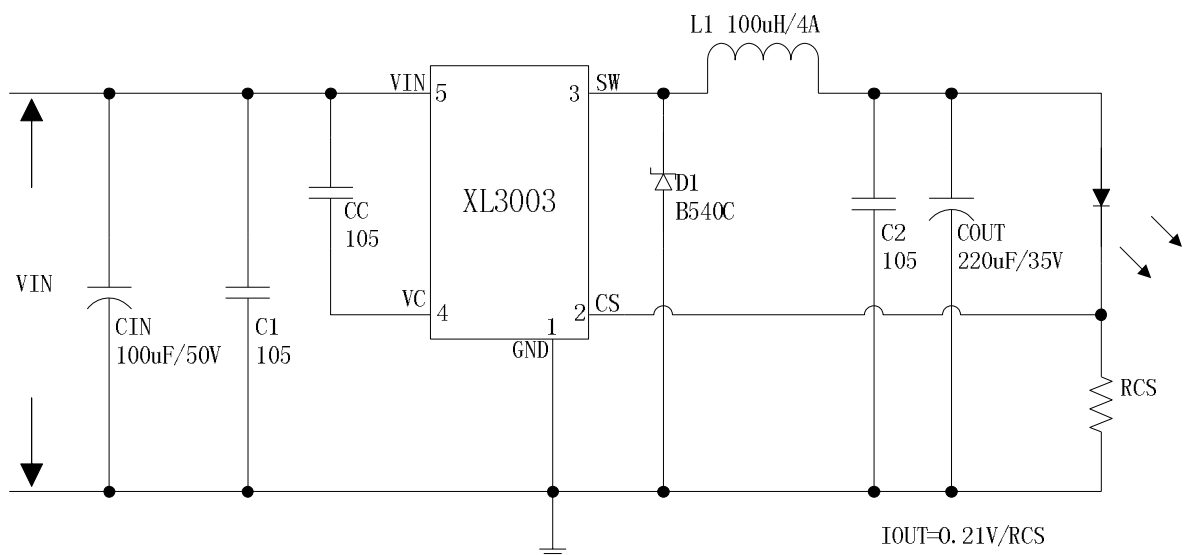 L1 100uH/4A
VIN
5
3
SW
XL3003
CC
105
D1
B540C
C2
105
COUT
220uF/35V
VIN
VC
4
2
CS
1
GND
CIN
100uF/50V
C1
105
RCS
IOUT=0.21V/RCS